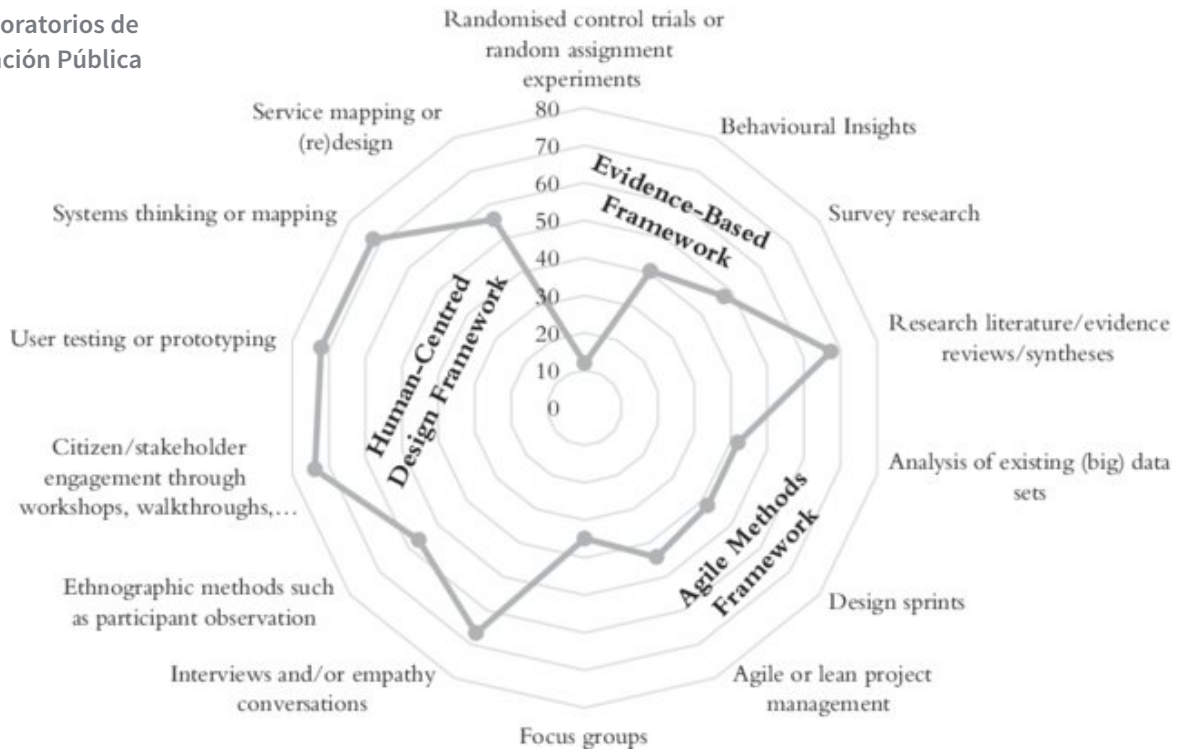 oratorios de
ación Pública
Randomised control trials or
random assignment
experiments
Behavioural Insights
Survey research
Research literature/evidence
reviews/syntheses
Analysis of existing (big) data
sets
Design sprints
Agile or lean project
management
Focus groups
Interviews and/or empathy
conversations
Ethnographic methods such
as participant observation
Citizen/stakeholder
engagement through
workshops, walkthroughs,…
User testing or prototyping
Systems thinking or mapping
Service mapping or
(re)design
80
70
60
50
40
30
20
10
0
Evidence-Based
Framework
Human-Centred
Design Framework
Agile Methods
Framework